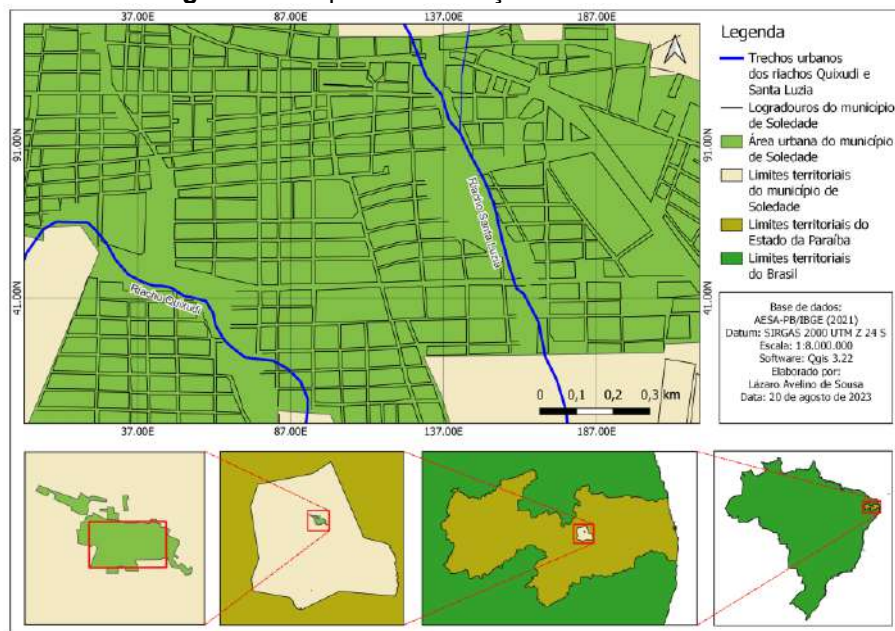 37.00E 87.00E 137.00E 187.00E
91.00N
41.00N
91.00N
41.00N
Riacho Santa Luzia
Riacho Quixudi
0 0,1 0,2 0,3 km
37.00E 87.00E 137.00E 187.00E
Legenda
Trechos urbanos
dos riachos Quixudi e
Santa Luzia
Logradouros do município
de Soledade
Área urbana do município
de Soledade
Limites territoriais
do município de
Soledade
Limites territoriais do
Estado da Paraíba
Limites territoriais
do Brasil
Base de dados:
AESA-PB/IBGE (2021)
Datum: SIRGAS 2000 UTM Z 24 S
Escala: 1:8.000.000
Software: Qgis 3.22
Elaborado por:
Lázaro Avelino de Sousa
Data: 20 de agosto de 2023